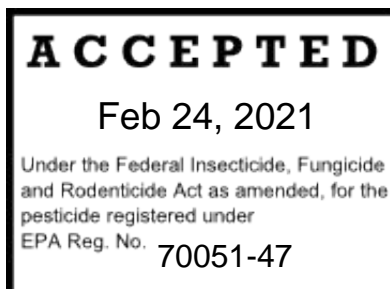 ACCEPTED
Feb 24, 2021
Under the Federal Insecticide, Fungicide
and Rodenticide Act as amended, for the
pesticide registered under
EPA Reg. No. 70051-47